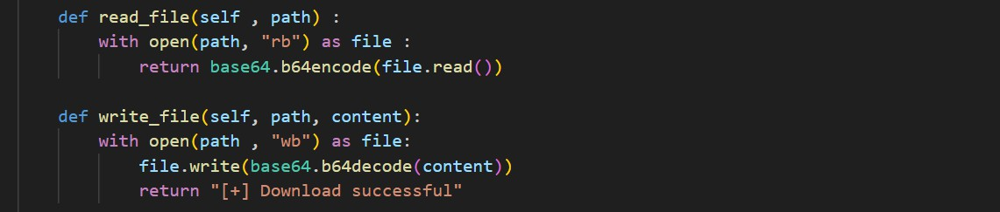 def read_file(self , path) :
with open(path, "rb") as file :
return base64.b64encode(file.read())
def write_file(self, path, content):
with open(path , "wb") as file:
file.write(base64.b64decode(content))
return "[+] Download successful"